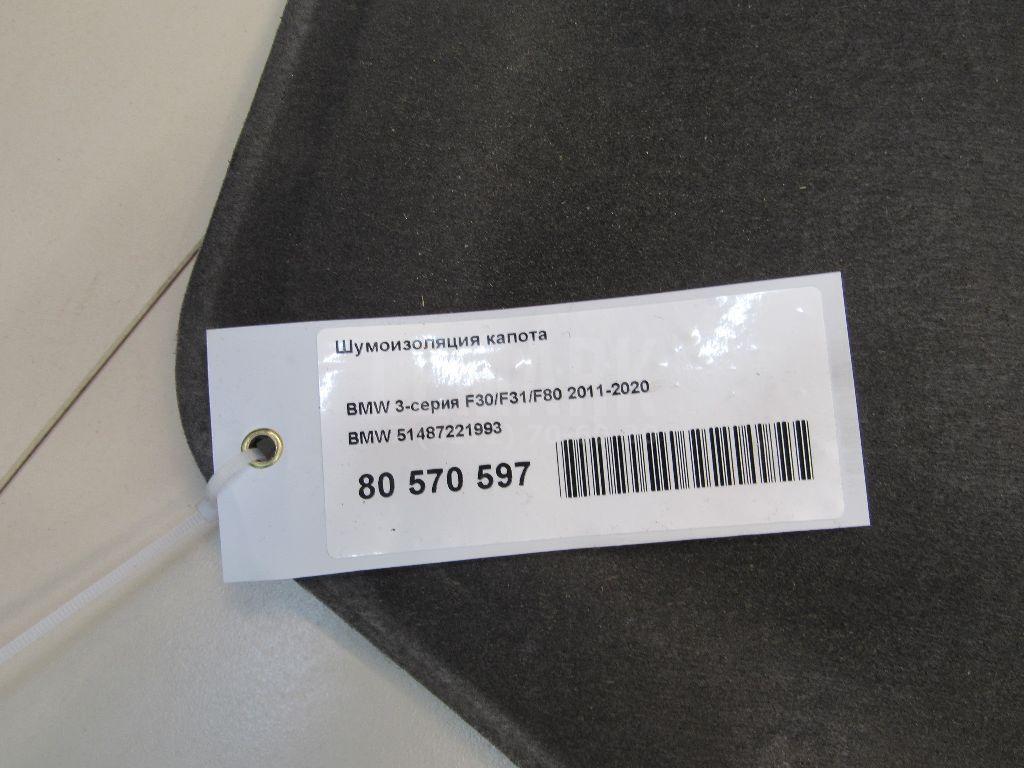 Шумоизоляция капота
BMW 3-серия F30/F31/F80 2011-2020
BMW 51487221993
80 570 597